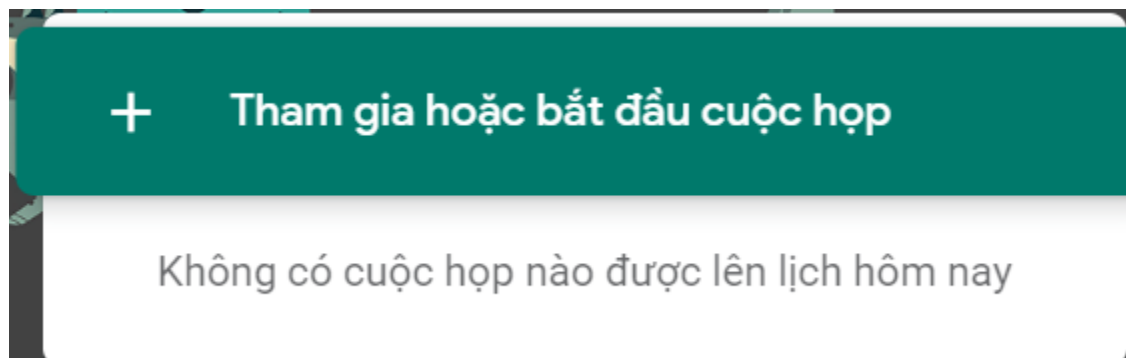 + Tham gia hoặc bắt đầu cuộc họp
Không có cuộc họp nào được lên lịch hôm nay